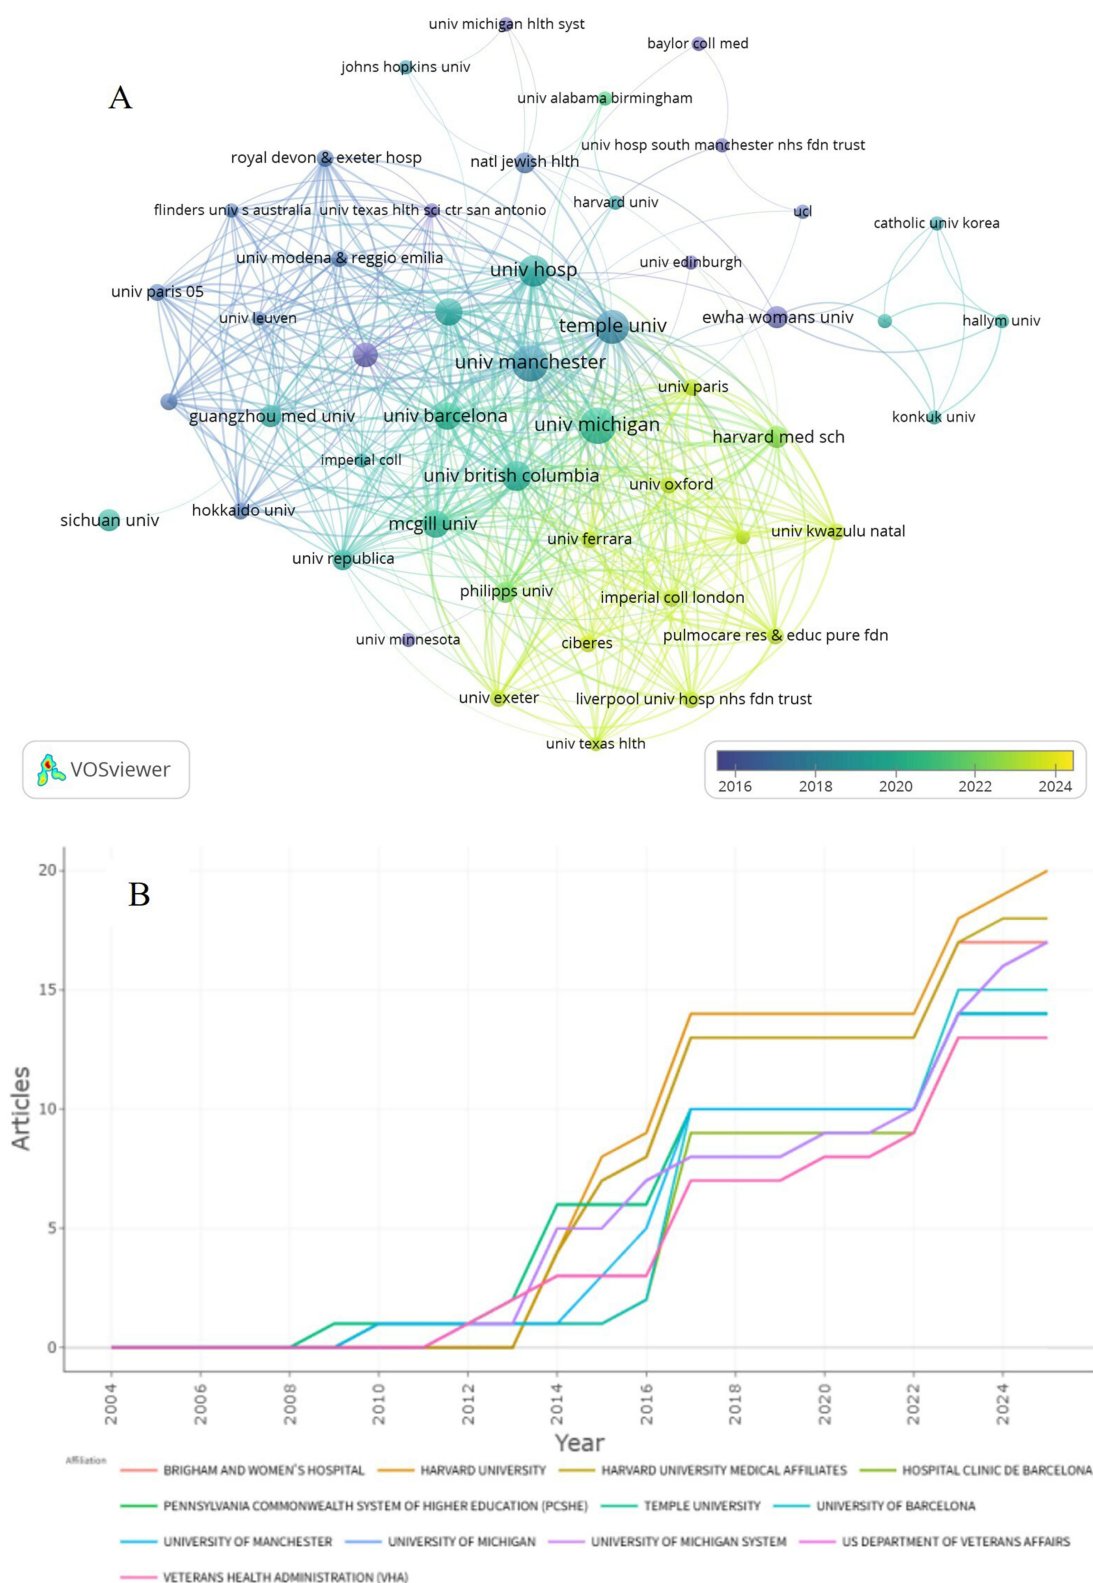 univ michigan hlth syst
baylor coll med
johns hopkins univ
A
univ alabama birmingham
univ hosp south manchester nhs fdn trust
royal devon & exeter hosp
natl jewish hlth
harvard univ
flinders univ s australia
univ texas hlth sci ctr san antonio
ucl
catholic univ korea
univ modena & reggio emilia
univ hosp
univ edinburgh
univ paris 05
univ leuven
temple univ
ewha womans univ
hallym univ
univ manchester
univ paris
guangzhou med univ
univ barcelona
univ michigan
harvard med sch
konkuk univ
imperial coll
univ british columbia
univ oxford
sichuan univ
hokkaido univ
mcgill univ
univ ferrara
univ kwazulu natal
univ republica
philipps univ
imperial coll london
univ minnesota
ciberes
pulmocare res & educ pure fdn
univ exeter
liverpool univ hosp nhs fdn trust
univ texas hlth
VOSviewer
2016 2018 2020 2022 2024
B
20
15
10
5
0
Articles
2004 2006 2008 2010 2012 2014 2016 2018 2020 2022 2024
Year
Affiliation
BRIGHAM AND WOMEN'S HOSPITAL HARVARD UNIVERSITY HARVARD UNIVERSITY MEDICAL AFFILIATES HOSPITAL CLINIC DE BARCELONA
PENNSYLVANIA COMMONWEALTH SYSTEM OF HIGHER EDUCATION (PCSHE) TEMPLE UNIVERSITY UNIVERSITY OF BARCELONA
UNIVERSITY OF MANCHESTER UNIVERSITY OF MICHIGAN UNIVERSITY OF MICHIGAN SYSTEM US DEPARTMENT OF VETERANS AFFAIRS
VETERANS HEALTH ADMINISTRATION (VHA)